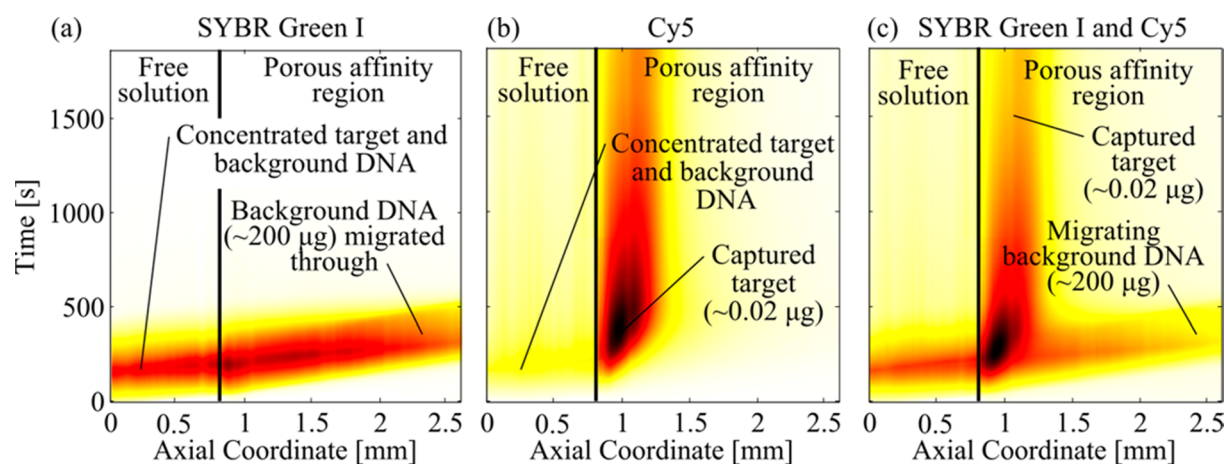 (a) SYBR Green I
Free
solution
Porous affinity
region
Concentrated target and
background DNA
Background DNA
(~200 µg) migrated
through
Time [s]
1500
1000
500
0
0 0.5 1 1.5 2 2.5
Axial Coordinate [mm]
(b) Cy5
Free
solution
Porous affinity
region
Concentrated target
and background
DNA
Captured
target
(~0.02 µg)
0 0.5 1 1.5 2 2.5
Axial Coordinate [mm]
(c) SYBR Green I and Cy5
Free
solution
Porous affinity
region
Captured
target
(~0.02 µg)
Migrating
background DNA
(~200 µg)
0 0.5 1 1.5 2 2.5
Axial Coordinate [mm]